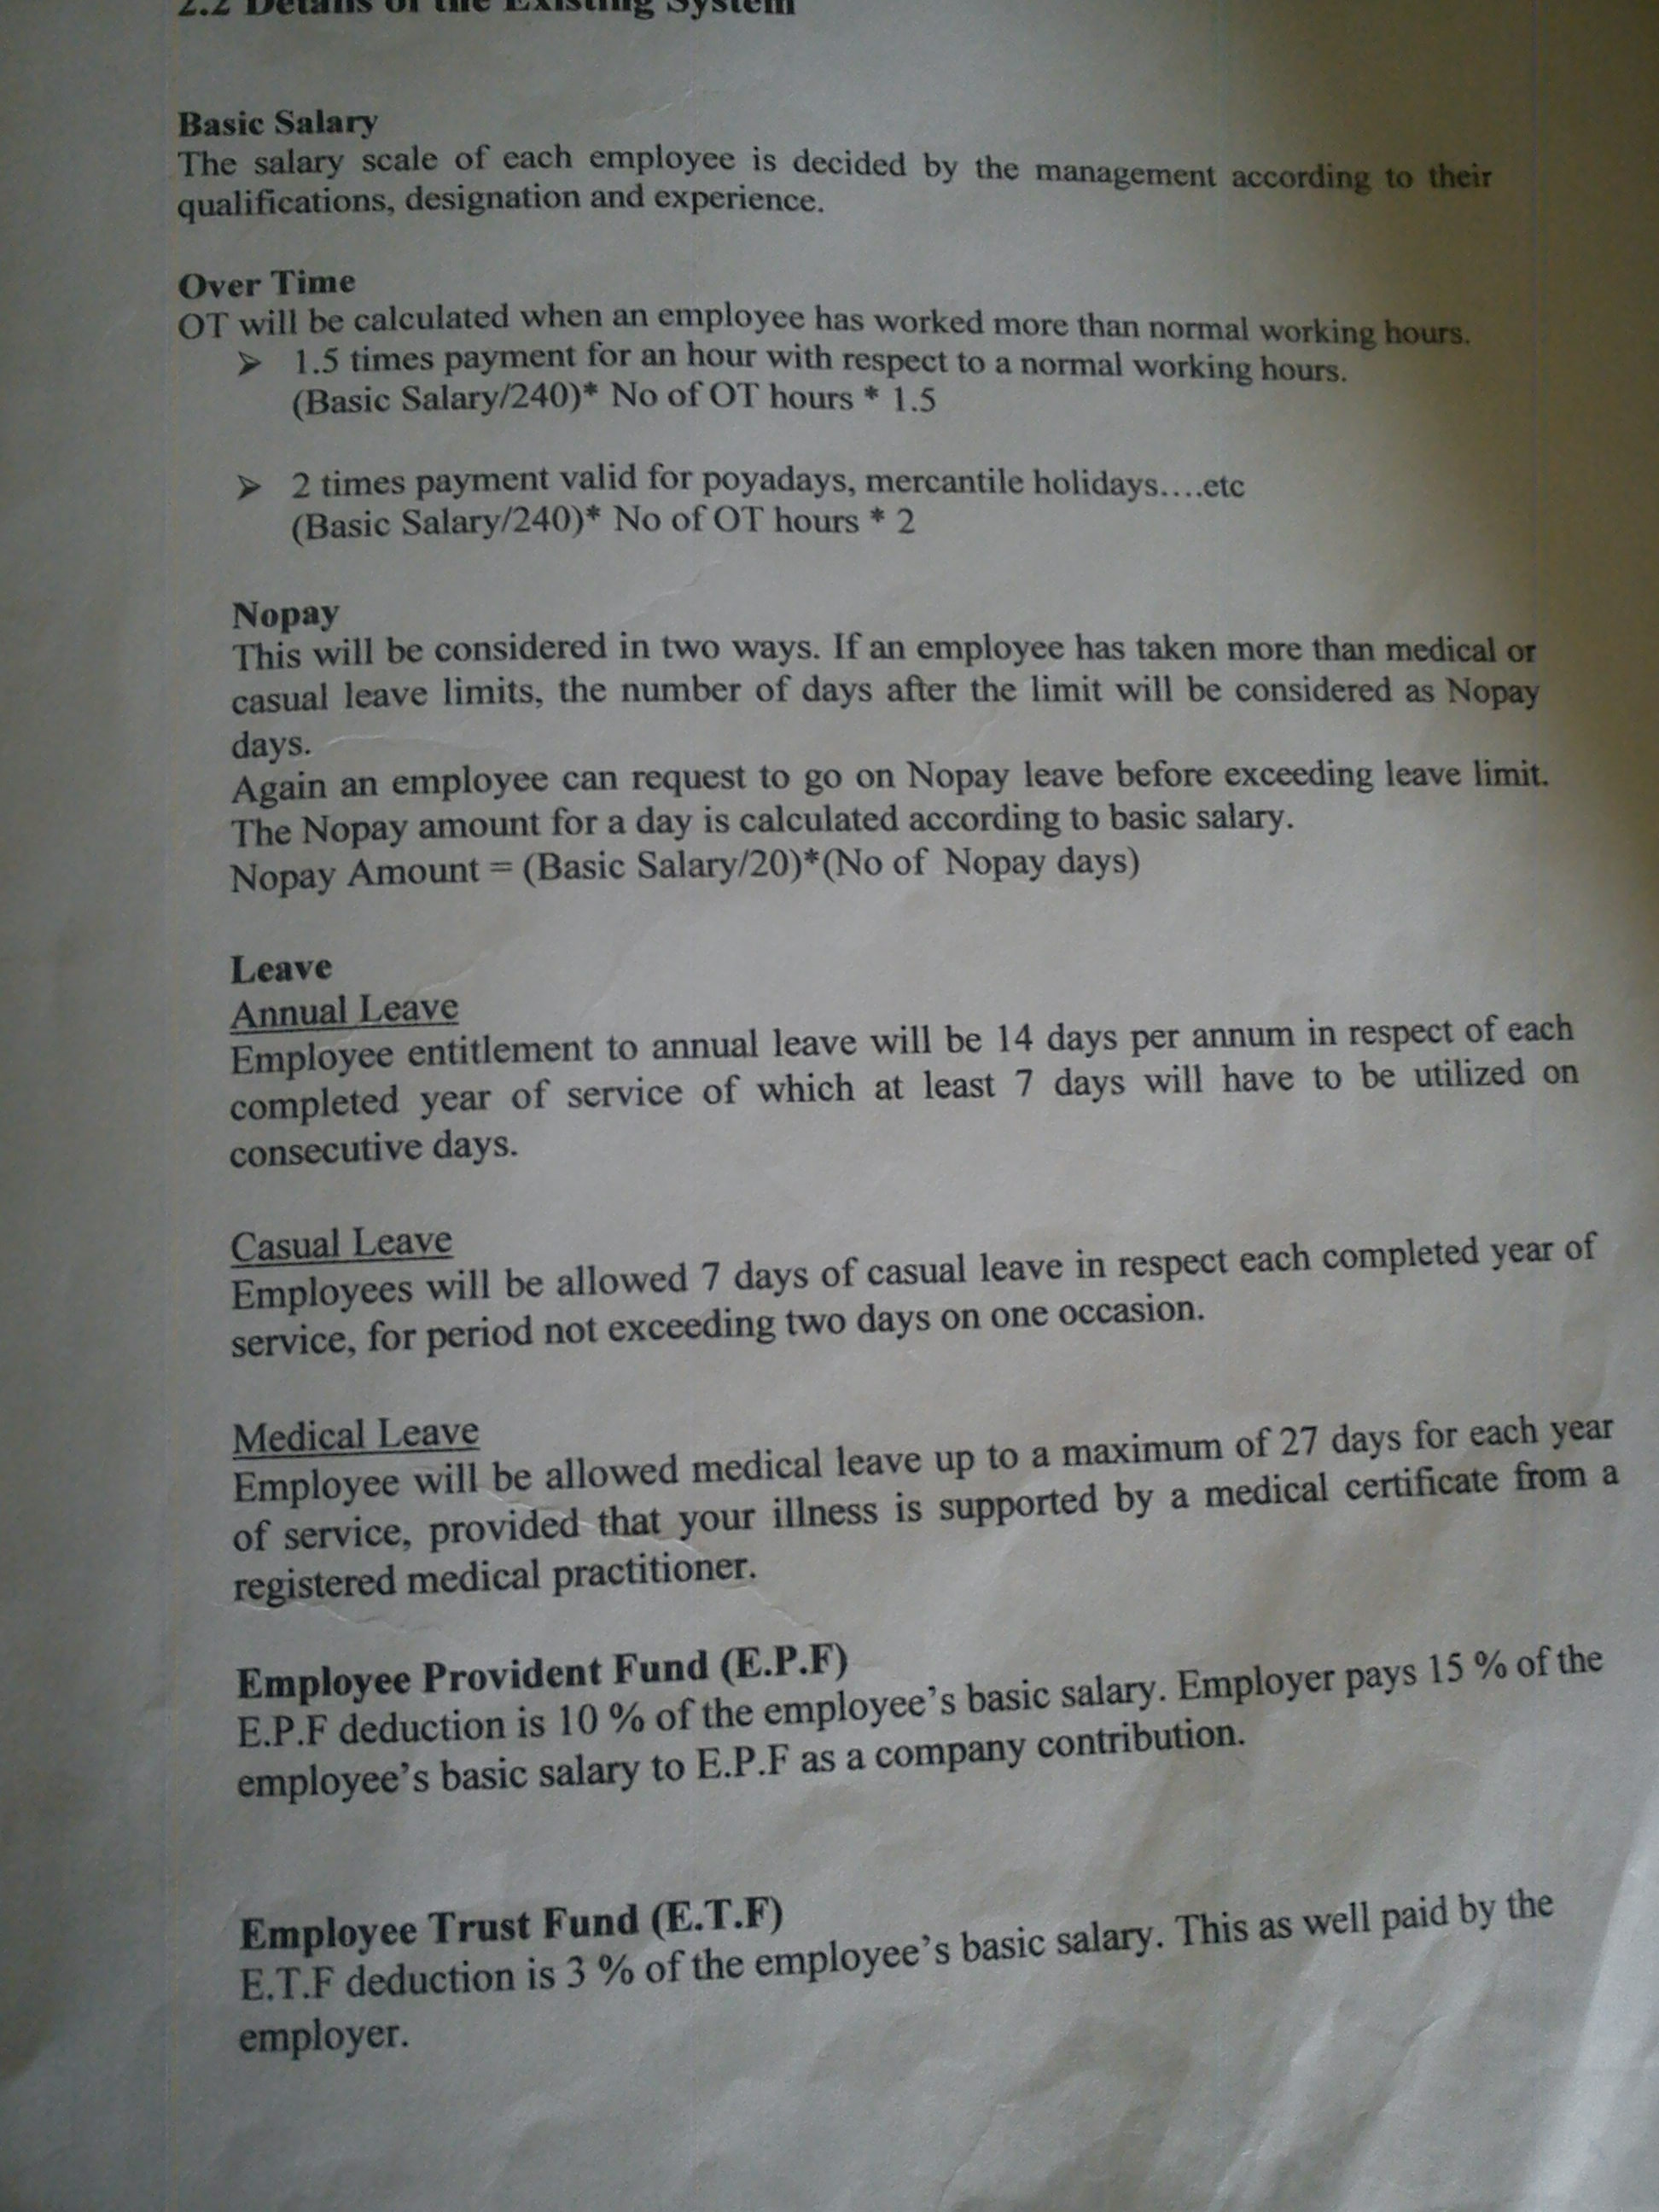 2.2 Details of the Existing System
Basic Salary
The salary scale of each employee is decided by the management according to their
qualifications, designation and experience.
Over Time
OT will be calculated when an employee has worked more than normal working hours.
➢ 1.5 times payment for an hour with respect to a normal working hours.
(Basic Salary/240)* No of OT hours * 1.5
➢ 2 times payment valid for poyadays, mercantile holidays....etc
(Basic Salary/240)* No of OT hours * 2
Nopay
This will be considered in two ways. If an employee has taken more than medical or
casual leave limits, the number of days after the limit will be considered as Nopay
days.
Again an employee can request to go on Nopay leave before exceeding leave limit.
The Nopay amount for a day is calculated according to basic salary.
Nopay Amount = (Basic Salary/20)*(No of Nopay days)
Leave
Annual Leave
Employee entitlement to annual leave will be 14 days per annum in respect of each
completed year of service of which at least 7 days will have to be utilized on
consecutive days.
Casual Leave
Employees will be allowed 7 days of casual leave in respect each completed year of
service, for period not exceeding two days on one occasion.
Medical Leave
Employee will be allowed medical leave up to a maximum of 27 days for each year
of service, provided that your illness is supported by a medical certificate from a
registered medical practitioner.
Employee Provident Fund (E.P.F)
E.P.F deduction is 10 % of the employee's basic salary. Employer pays 15 % of the
employee's basic salary to E.P.F as a company contribution.
Employee Trust Fund (E.T.F)
E.T.F deduction is 3 % of the employee's basic salary. This as well paid by the
employer.